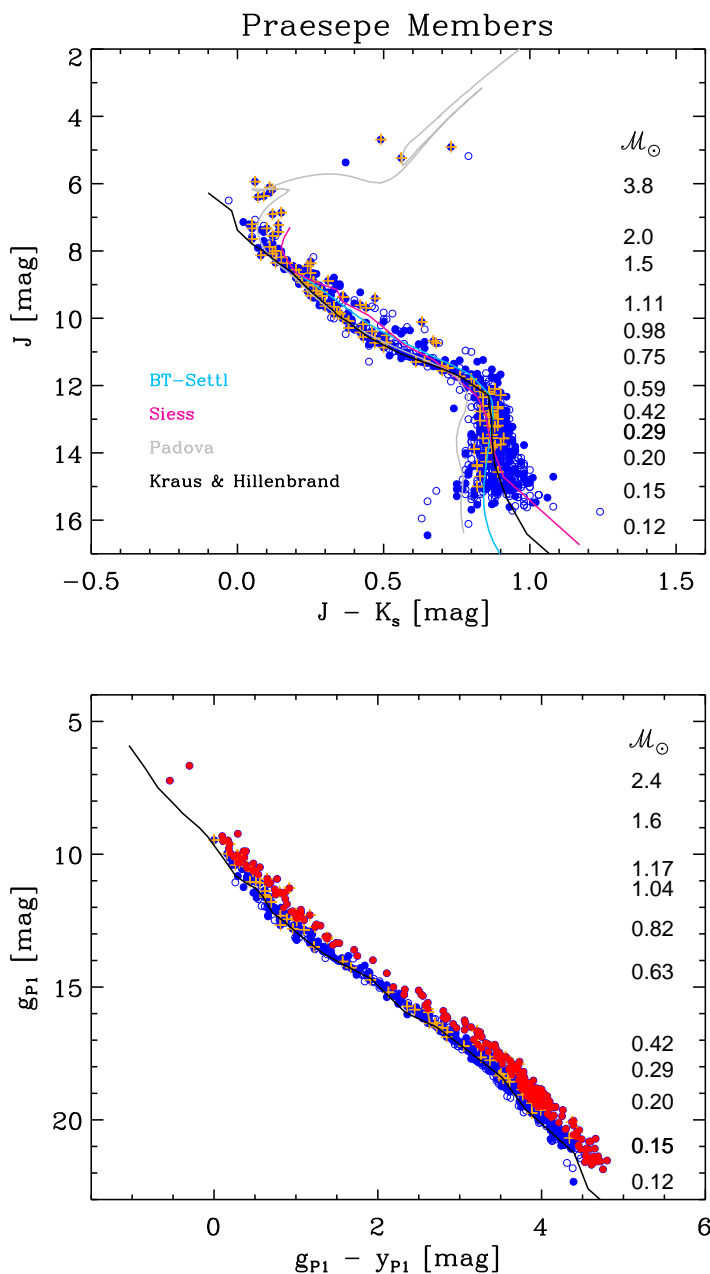 Praesepe Members
2
4
6
8
10
12
14
16
J [mag]
ℳ⊙
3.8
2.0
1.5
1.11
0.98
0.75
0.59
0.42
0.29
0.20
0.15
0.12
BT-Settl
Siess
Padova
Kraus & Hillenbrand
−0.5 0.0 0.5 1.0 1.5
J − Ks [mag]
5
10
15
20
gP1 [mag]
ℳ⊙
2.4
1.6
1.17
1.04
0.82
0.63
0.42
0.29
0.20
0.15
0.12
0 2 4 6
gP1 − yP1 [mag]